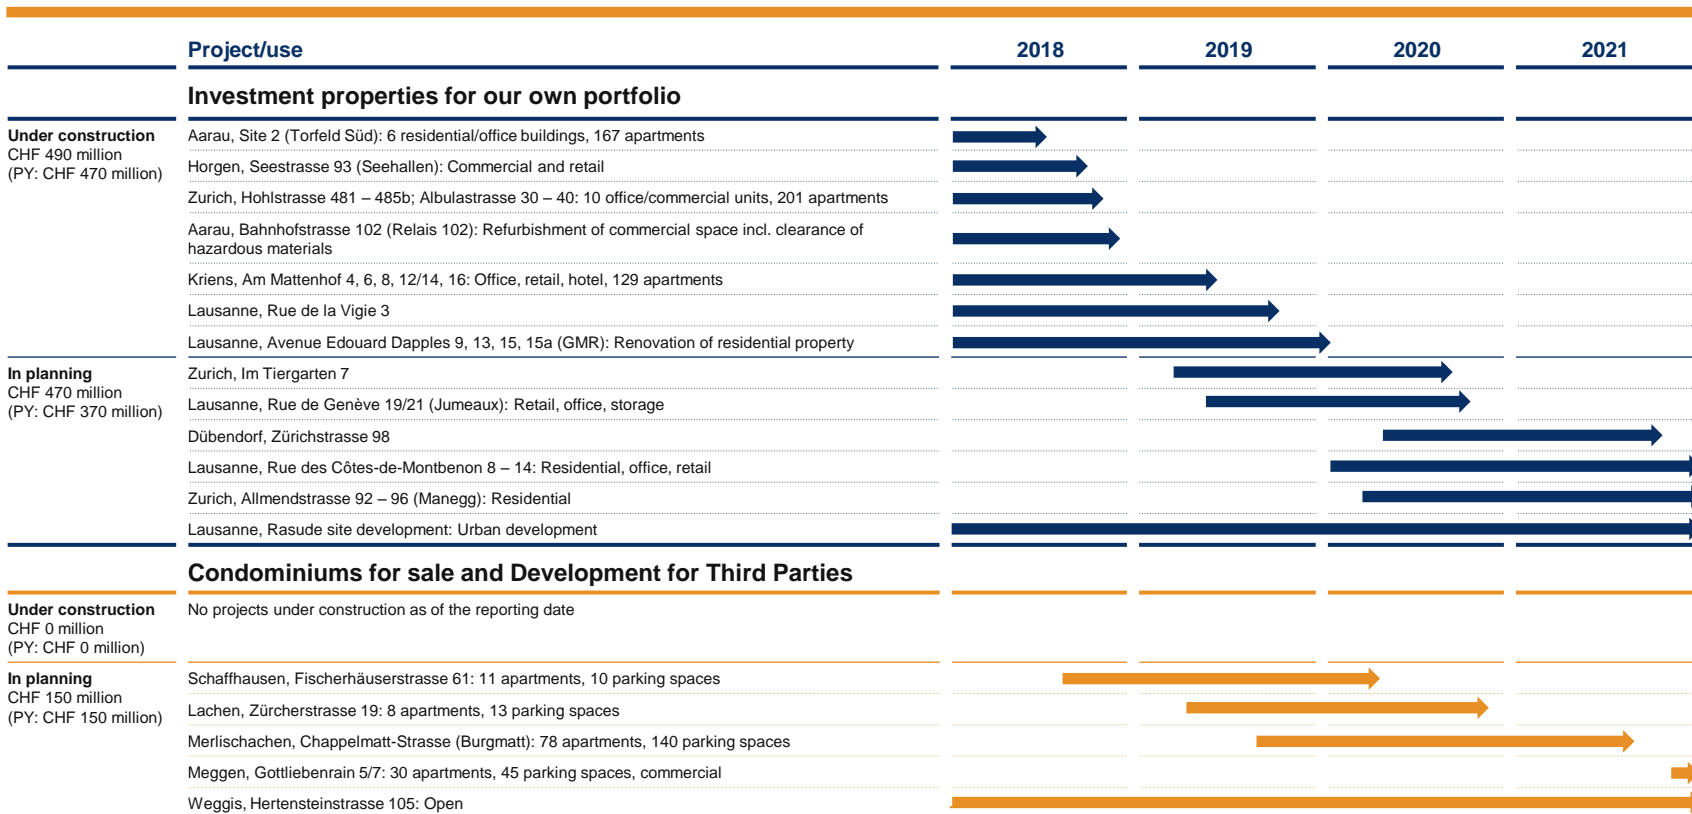 Project/use 2018 2019 2020 2021
Investment properties for our own portfolio
Under construction
CHF 490 million
(PY: CHF 470 million)
Aarau, Site 2 (Torfeld Süd): 6 residential/office buildings, 167 apartments
Horgen, Seestrasse 93 (Seehallen): Commercial and retail
Zurich, Hohlstrasse 481 – 485b; Albulastrasse 30 – 40: 10 office/commercial units, 201 apartments
Aarau, Bahnhofstrasse 102 (Relais 102): Refurbishment of commercial space incl. clearance of
hazardous materials
Kriens, Am Mattenhof 4, 6, 8, 12/14, 16: Office, retail, hotel, 129 apartments
Lausanne, Rue de la Vigie 3
Lausanne, Avenue Edouard Dapples 9, 13, 15, 15a (GMR): Renovation of residential property
In planning
CHF 470 million
(PY: CHF 370 million)
Zurich, Im Tiergarten 7
Lausanne, Rue de Genève 19/21 (Jumeaux): Retail, office, storage
Dübendorf, Zürichstrasse 98
Lausanne, Rue des Côtes-de-Montbenon 8 – 14: Residential, office, retail
Zurich, Allmendstrasse 92 – 96 (Manegg): Residential
Lausanne, Rasude site development: Urban development
Condominiums for sale and Development for Third Parties
Under construction
CHF 0 million
(PY: CHF 0 million)
No projects under construction as of the reporting date
In planning
CHF 150 million
(PY: CHF 150 million)
Schaffhausen, Fischerhäuserstrasse 61: 11 apartments, 10 parking spaces
Lachen, Zürcherstrasse 19: 8 apartments, 13 parking spaces
Merlischachen, Chappelmatt-Strasse (Burgmatt): 78 apartments, 140 parking spaces
Meggen, Gottliebenrain 5/7: 30 apartments, 45 parking spaces, commercial
Weggis, Hertensteinstrasse 105: Open